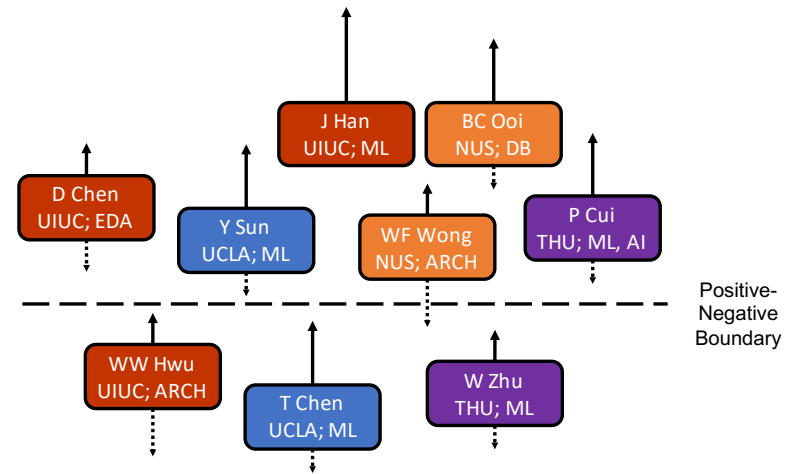 J Han
UIUC; ML
BC Ooi
NUS; DB
D Chen
UIUC; EDA
Y Sun
UCLA; ML
WF Wong
NUS; ARCH
P Cui
THU; ML, AI
Positive-
Negative
Boundary
WW Hwu
UIUC; ARCH
T Chen
UCLA; ML
W Zhu
THU; ML